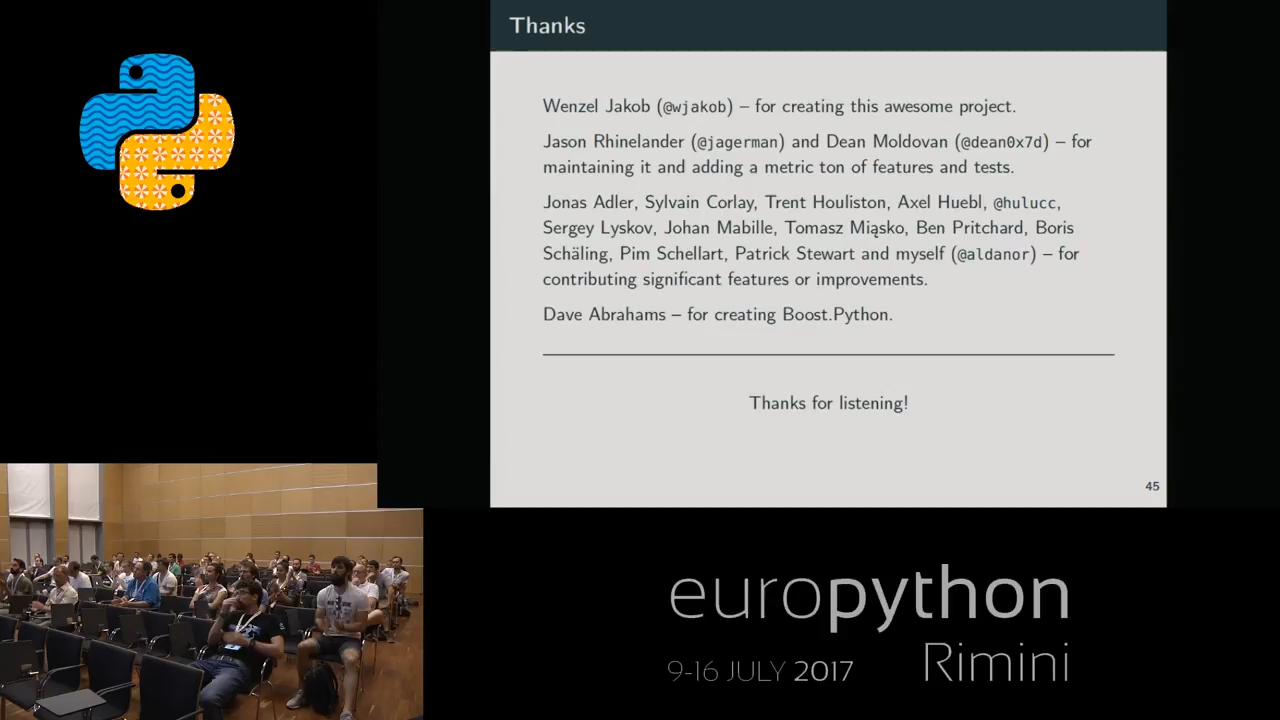 Thanks
Wenzel Jakob (@wjakob) – for creating this awesome project.
Jason Rhinelander (@jagerman) and Dean Moldovan (@dean0x7d) – for
maintaining it and adding a metric ton of features and tests.
Jonas Adler, Sylvain Corlay, Trent Houliston, Axel Huebl, @hulucc,
Sergey Lyskov, Johan Mabille, Tomasz Miąsko, Ben Pritchard, Boris
Schäling, Pim Schellart, Patrick Stewart and myself (@aldanor) – for
contributing significant features or improvements.
Dave Abrahams – for creating Boost.Python.
Thanks for listening!
45
europython
9-16 JULY 2017
Rimini